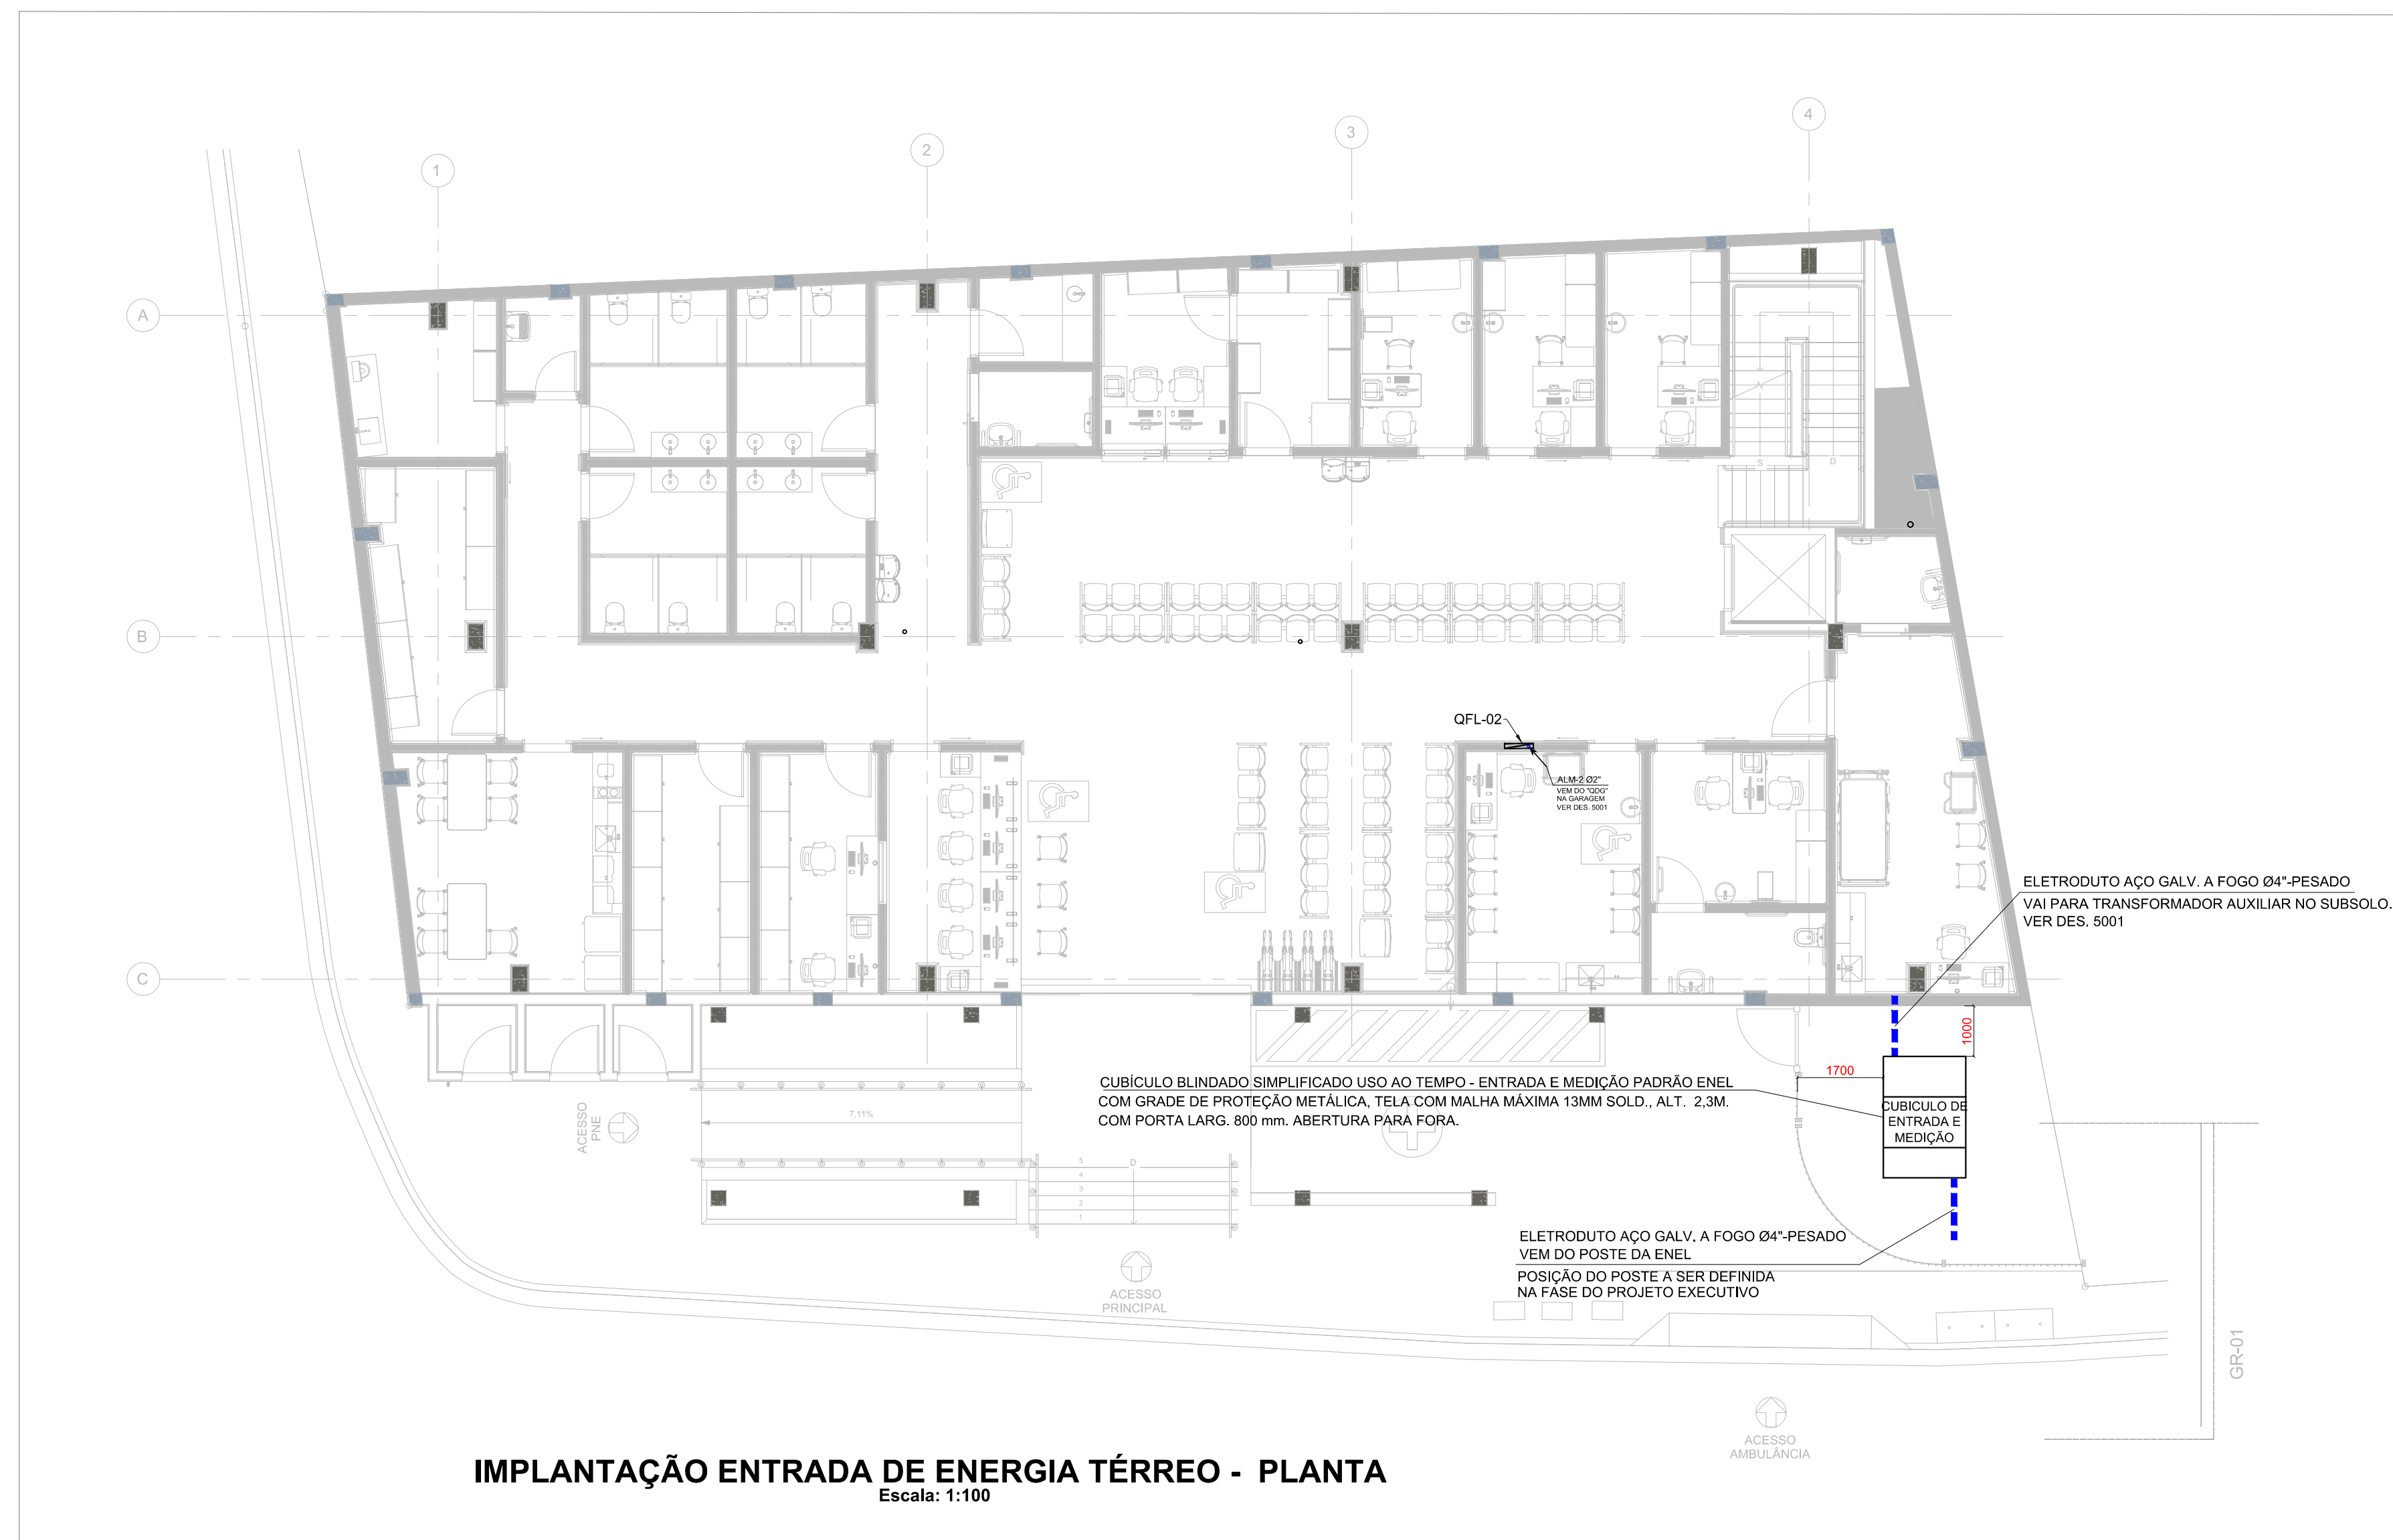 1
2
3
4
A
B
C
S
D
QFL-02
ALM-2 Ø2"
VEM DO "QDG"
NA GARAGEM
VER DES. 5001
ELETRODUTO AÇO GALV. A FOGO Ø4"-PESADO
VAI PARA TRANSFORMADOR AUXILIAR NO SUBSOLO.
VER DES. 5001
1000
1700
CUBÍCULO BLINDADO SIMPLIFICADO USO AO TEMPO - ENTRADA E MEDIÇÃO PADRÃO ENEL
COM GRADE DE PROTEÇÃO METÁLICA, TELA COM MALHA MÁXIMA 13MM SOLD., ALT. 2,3M.
COM PORTA LARG. 800 mm. ABERTURA PARA FORA.
CUBICULO DE
ENTRADA E
MEDIÇÃO
ACESSO
PNE
7,11%
5
4
3
2
1
D
ELETRODUTO AÇO GALV. A FOGO Ø4"-PESADO
VEM DO POSTE DA ENEL
POSIÇÃO DO POSTE A SER DEFINIDA
NA FASE DO PROJETO EXECUTIVO
ACESSO
PRINCIPAL
GR-01
ACESSO
AMBULÂNCIA
IMPLANTAÇÃO ENTRADA DE ENERGIA TÉRREO - PLANTA
Escala: 1:100